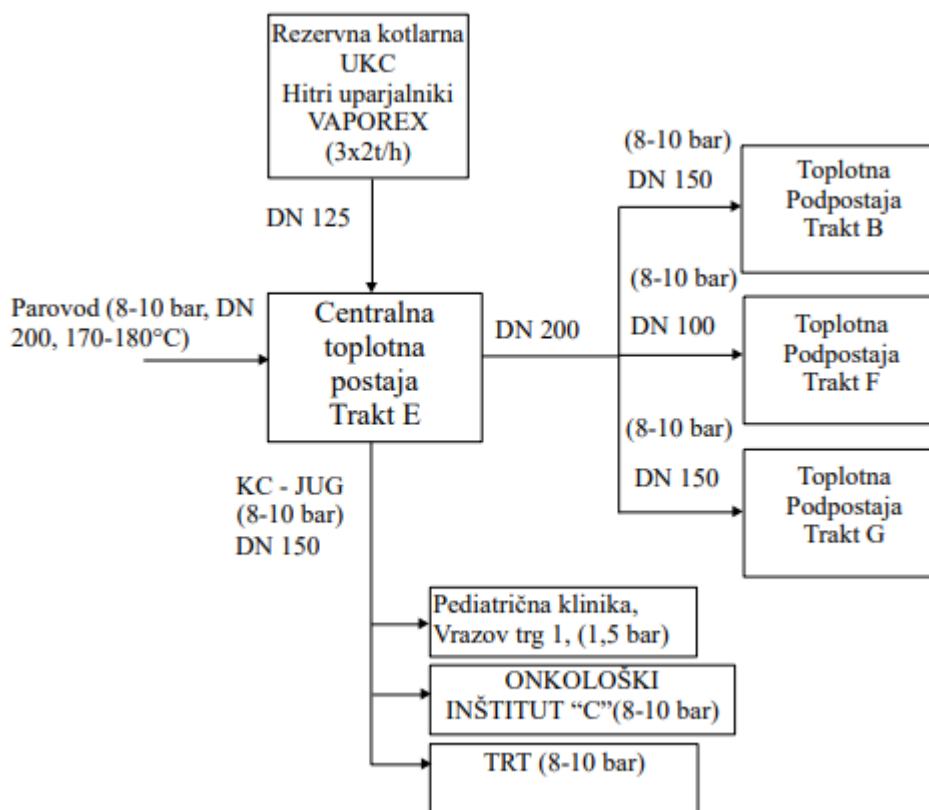 Rezervna kotlarna
UKC
Hitri uparjalniki
VAPOREX
(3x2t/h)
DN 125
Parovod (8-10 bar, DN
200, 170-180°C)
Centralna
toplotna
postaja
Trakt E
DN 200
(8-10 bar)
DN 150
Toplotna
Podpostaja
Trakt B
(8-10 bar)
DN 100
Toplotna
Podpostaja
Trakt F
(8-10 bar)
DN 150
Toplotna
Podpostaja
Trakt G
KC - JUG
(8-10 bar)
DN 150
Pediatrična klinika,
Vrazov trg 1, (1,5 bar)
ONKOLOŠKI
INŠTITUT “C”(8-10 bar)
TRT (8-10 bar)